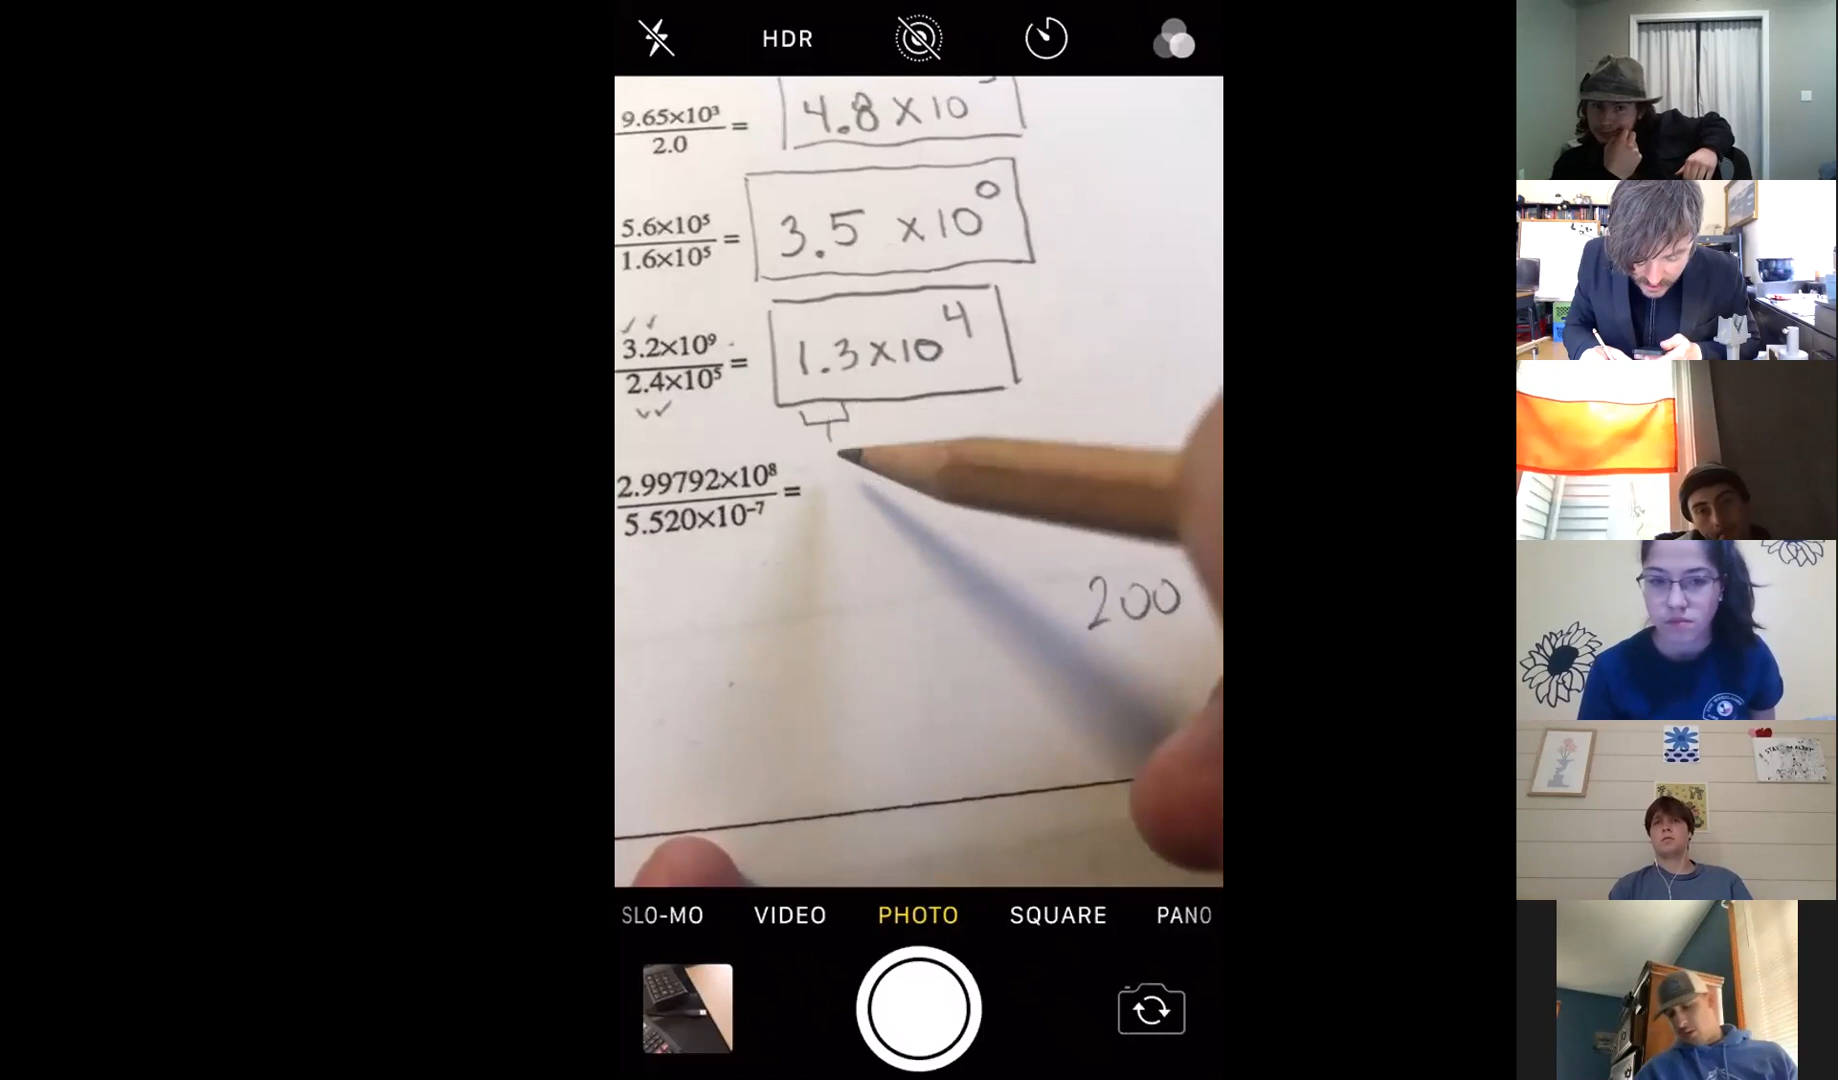 HDR
9.65×10³
2.0
=
4.8 x 10
5.6×10⁵
1.6×10⁵
=
3.5 x 10⁰
3.2×10⁹
2.4×10⁵
=
1.3 x 10⁴
2.99792×10⁸
5.520×10⁻⁷
=
200
SLO-MO VIDEO PHOTO SQUARE PANO